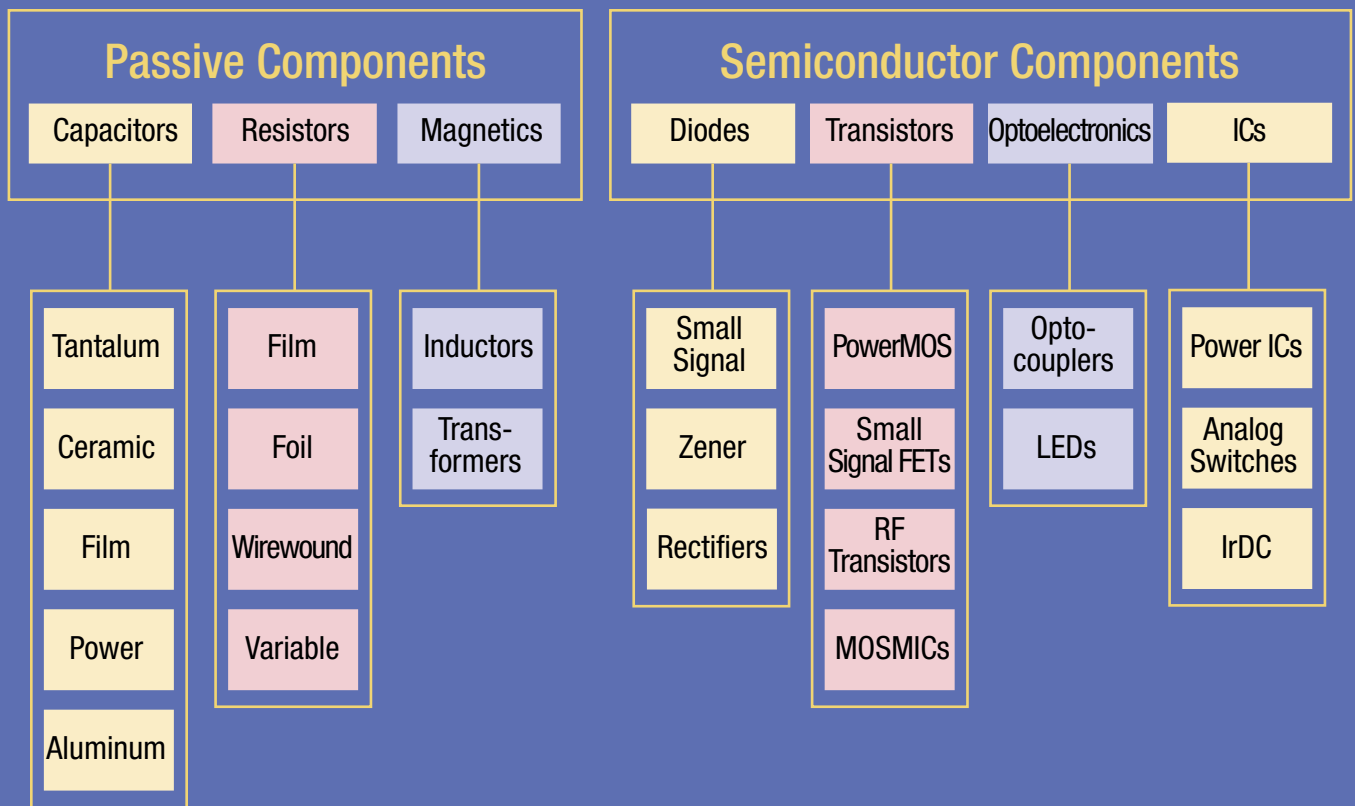 Passive Components
Capacitors
Resistors
Magnetics
Tantalum
Ceramic
Film
Power
Aluminum
Film
Foil
Wirewound
Variable
Inductors
Trans-
formers
Semiconductor Components
Diodes
Transistors
Optoelectronics
ICs
Small
Signal
Zener
Rectifiers
PowerMOS
Small
Signal FETs
RF
Transistors
MOSMICs
Opto-
couplers
LEDs
Power ICs
Analog
Switches
IrDC